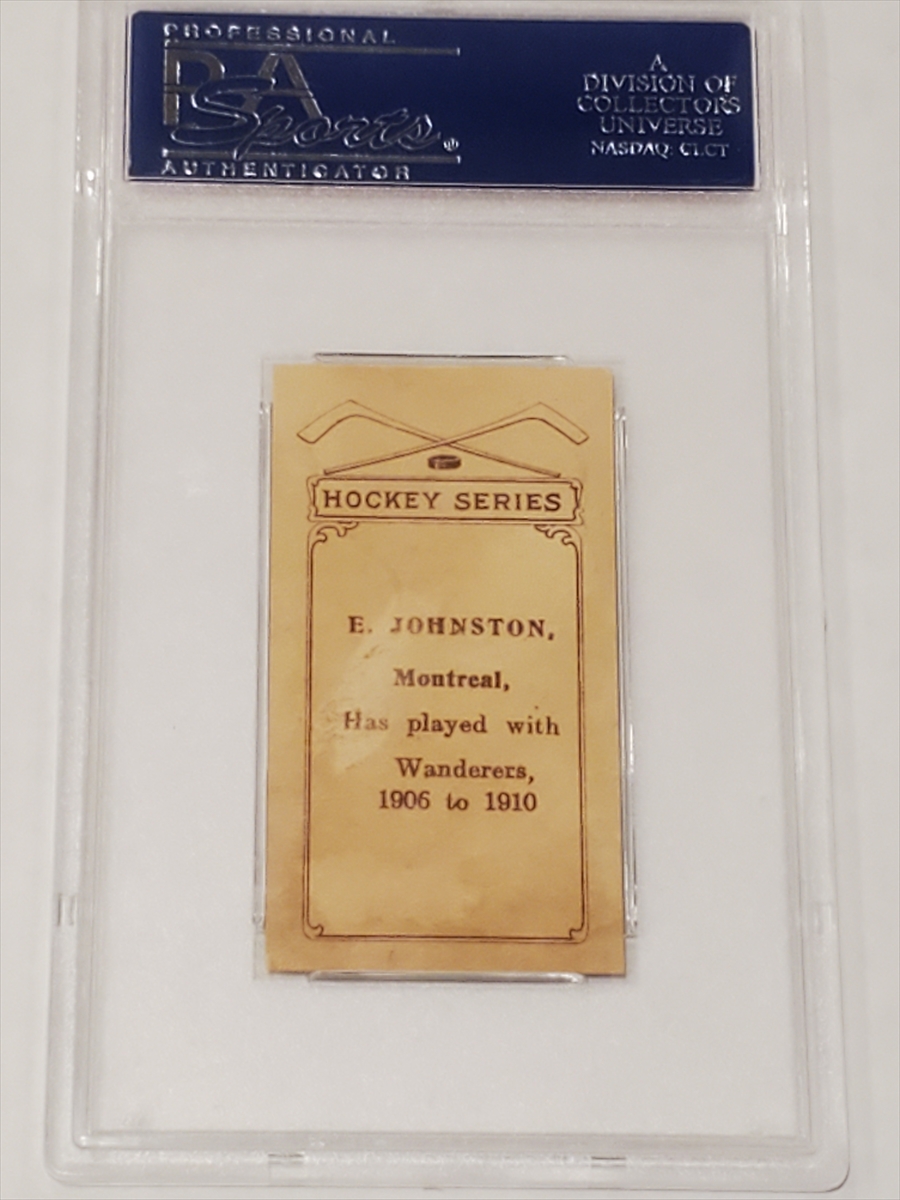 PROFESSIONAL
PSA
Sports®
AUTHENTICATOR
A
DIVISION OF
COLLECTORS
UNIVERSE
NASDAQ: CLCT
HOCKEY SERIES
E. JOHNSTON,
Montreal,
Has played with
Wanderers,
1906 to 1910